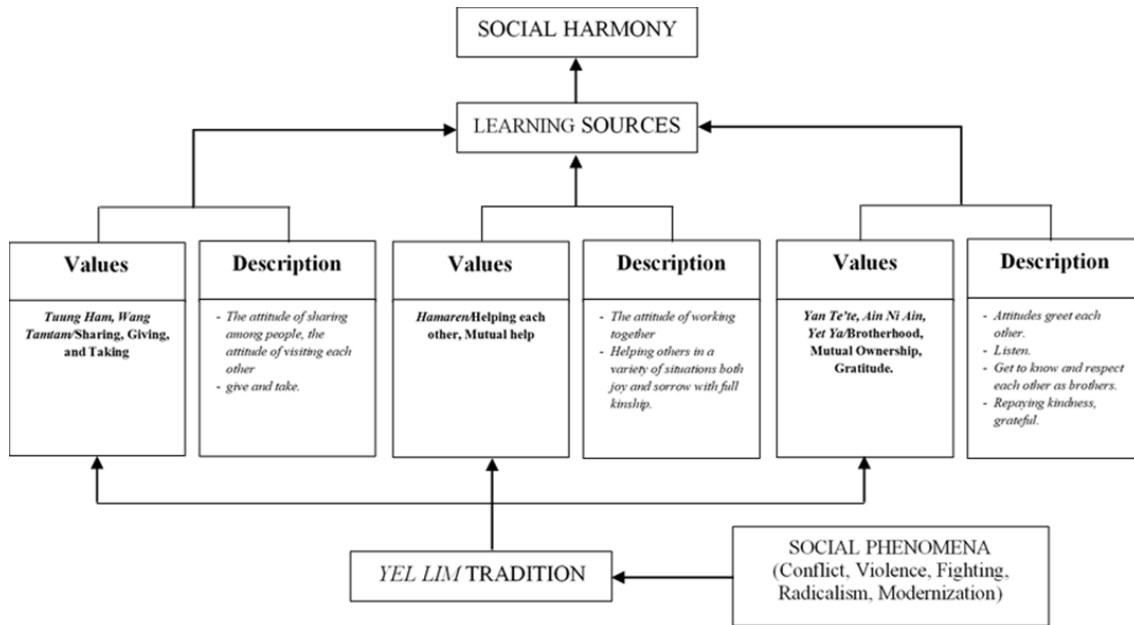 SOCIAL HARMONY
LEARNING SOURCES
Values
Tuung Ham, Wang
Tamtam/Sharing, Giving,
and Taking
Description
- The attitude of sharing
among people, the
attitude of visiting each
other
- give and take.
Values
Hamaren/Helping each
other, Mutual help
Description
- The attitude of working
together
- Helping others in a
variety of situations both
joy and sorrow with full
kinship.
Values
Yan Te'te, Ain Ni Ain,
Yet Ya/Brotherhood,
Mutual Ownership,
Gratitude.
Description
- Attitudes greet each
other.
- Listen.
- Get to know and respect
each other as brothers.
- Repaying kindness,
grateful.
YEL LIM TRADITION
SOCIAL PHENOMENA
(Conflict, Violence, Fighting,
Radicalism, Modernization)